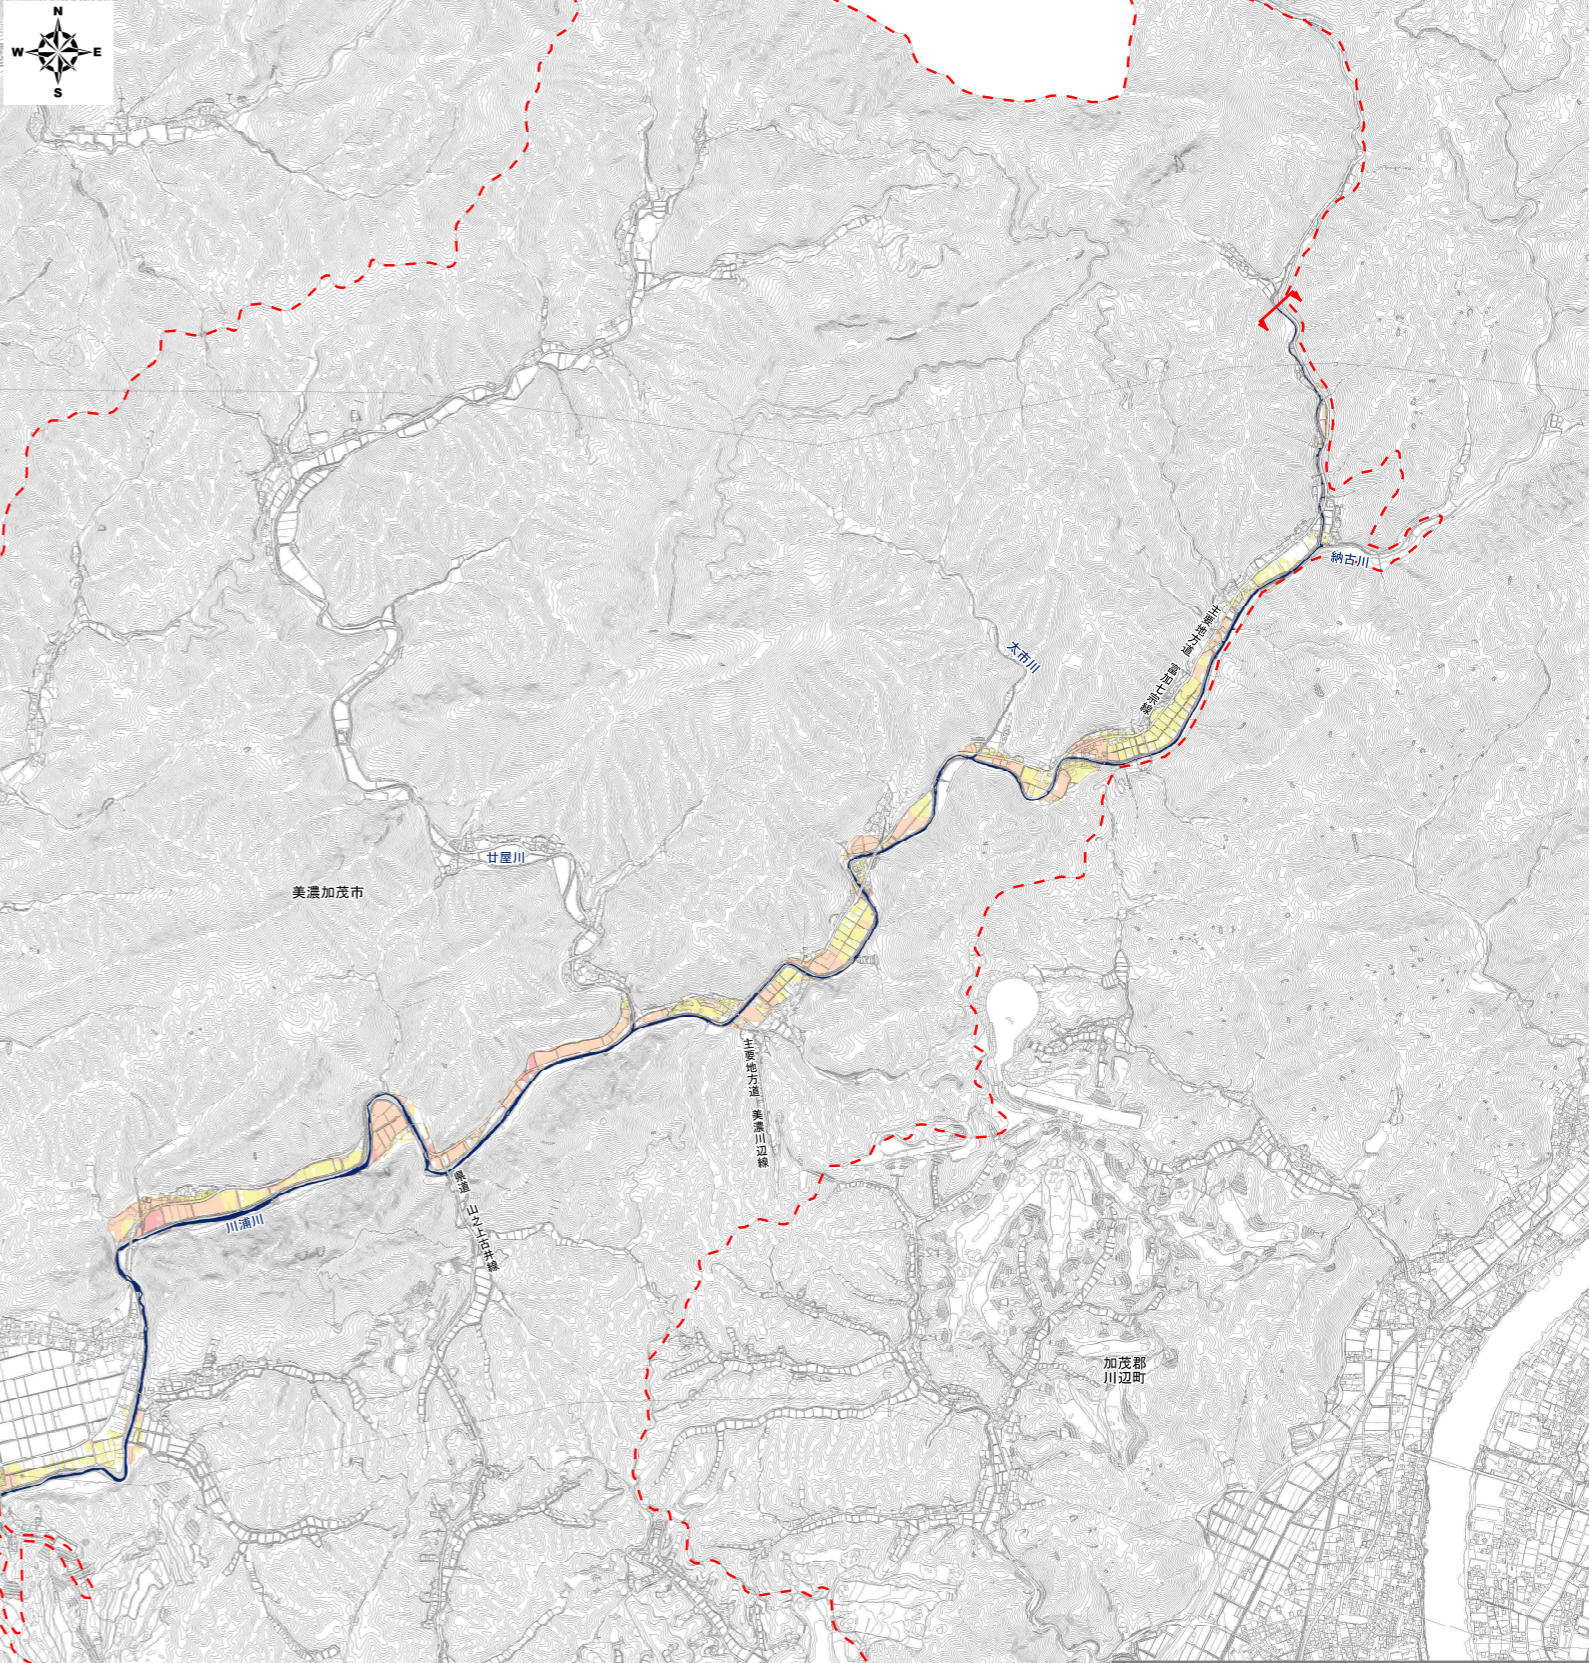 N
W E
S
納古川
主要地方道 富加七宗線
太市川
廿屋川
美濃加茂市
主要地方道 美濃川辺線
県道 山之上古井線
川浦川
加茂郡
川辺町